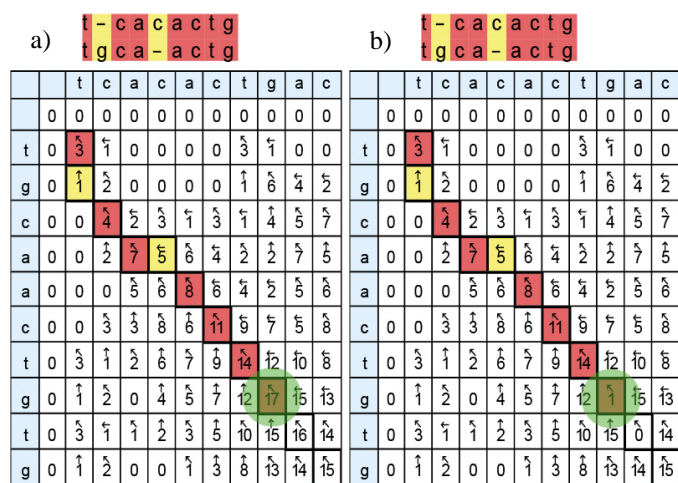 a)
t - c a c a c t g
t g c a - a c t g
t c a c a c t g a c
0 0 0 0 0 0 0 0 0 0 0
t 0 3 1 0 0 0 0 3 1 0 0
g 0 1 2 0 0 0 0 1 6 4 2
c 0 0 4 2 3 1 3 1 4 5 7
a 0 0 2 7 5 6 4 2 2 7 5
a 0 0 0 5 6 8 6 4 2 5 6
c 0 0 3 3 8 6 11 9 7 5 8
t 0 3 1 2 6 7 9 14 12 10 8
g 0 1 2 0 4 5 7 12 17 15 13
t 0 3 1 1 2 3 5 10 15 16 14
g 0 1 2 0 0 1 3 8 13 14 15
b)
t - c a c a c t g
t g c a - a c t g
t c a c a c t g a c
0 0 0 0 0 0 0 0 0 0 0
t 0 3 1 0 0 0 0 3 1 0 0
g 0 1 2 0 0 0 0 1 6 4 2
c 0 0 4 2 3 1 3 1 4 5 7
a 0 0 2 7 5 6 4 2 2 7 5
a 0 0 0 5 6 8 6 4 2 5 6
c 0 0 3 3 8 6 11 9 7 5 8
t 0 3 1 2 6 7 9 14 12 10 8
g 0 1 2 0 4 5 7 12 1 15 13
t 0 3 1 1 2 3 5 10 15 0 14
g 0 1 2 0 0 1 3 8 13 14 15